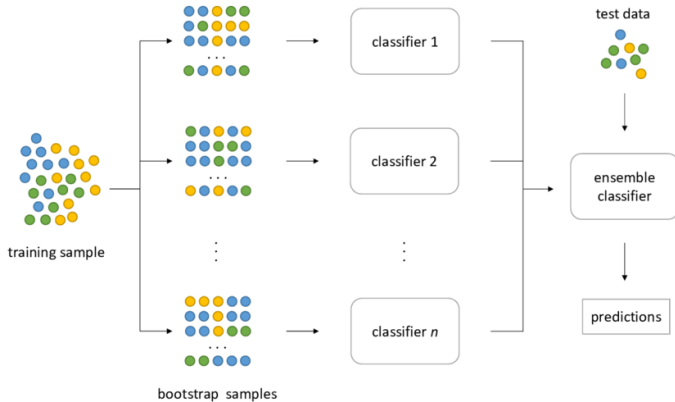 test data
classifier 1
...
classifier 2
ensemble
classifier
...
training sample
predictions
classifier n
...
bootstrap samples